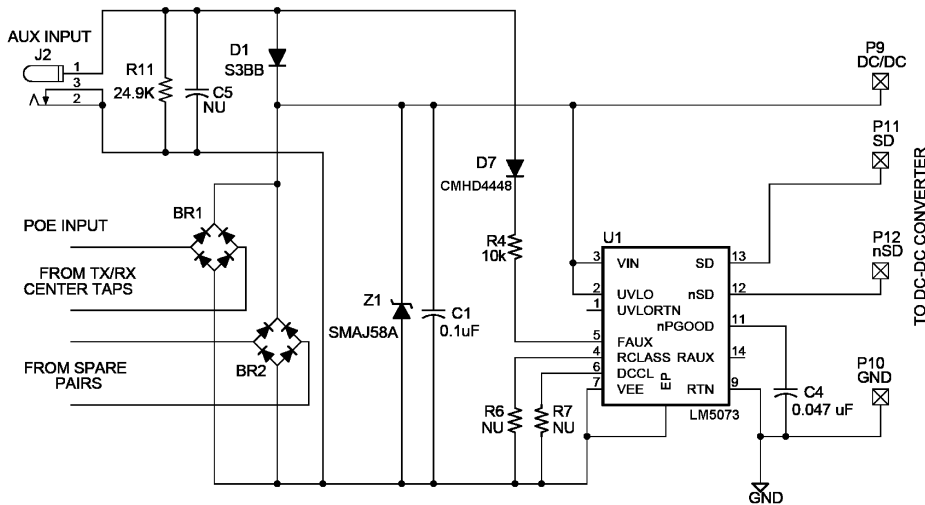 AUX INPUT
J2
1
3
2
R11
24.9K
C5
NU
D1
S3BB
P9
DC/DC
P11
SD
P12
nSD
P10
GND
TO DC-DC CONVERTER
D7
CMHD4448
R4
10k
POE INPUT
BR1
FROM TX/RX
CENTER TAPS
FROM SPARE
PAIRS
BR2
Z1
SMAJ58A
C1
0.1uF
U1
3 VIN SD 13
2 UVLO nSD 12
1 UVLORTN
nPGOOD 11
5 FAUX
4 RCLASS RAUX 14
6 DCCL
7 VEE EP RTN 9
LM5073
R6
NU
R7
NU
C4
0.047 uF
GND